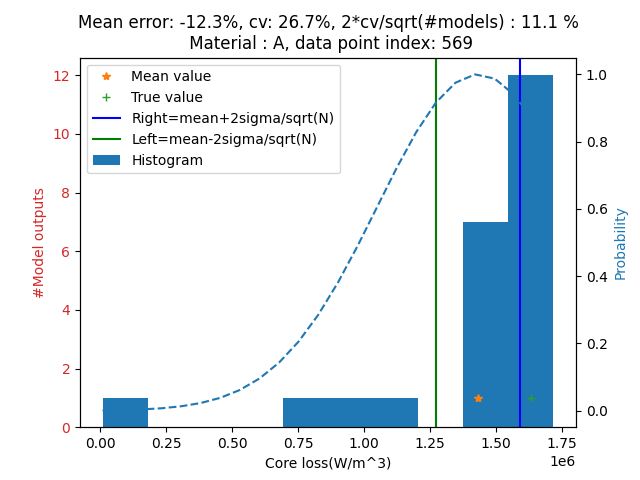 Mean error: -12.3%, cv: 26.7%, 2*cv/sqrt(#models) : 11.1 %
Material : A, data point index: 569
Mean value
True value
Right=mean+2sigma/sqrt(N)
Left=mean-2sigma/sqrt(N)
Histogram
#Model outputs
12
10
8
6
4
2
0
Probability
1.0
0.8
0.6
0.4
0.2
0.0
0.00 0.25 0.50 0.75 1.00 1.25 1.50 1.75
1e6
Core loss(W/m^3)